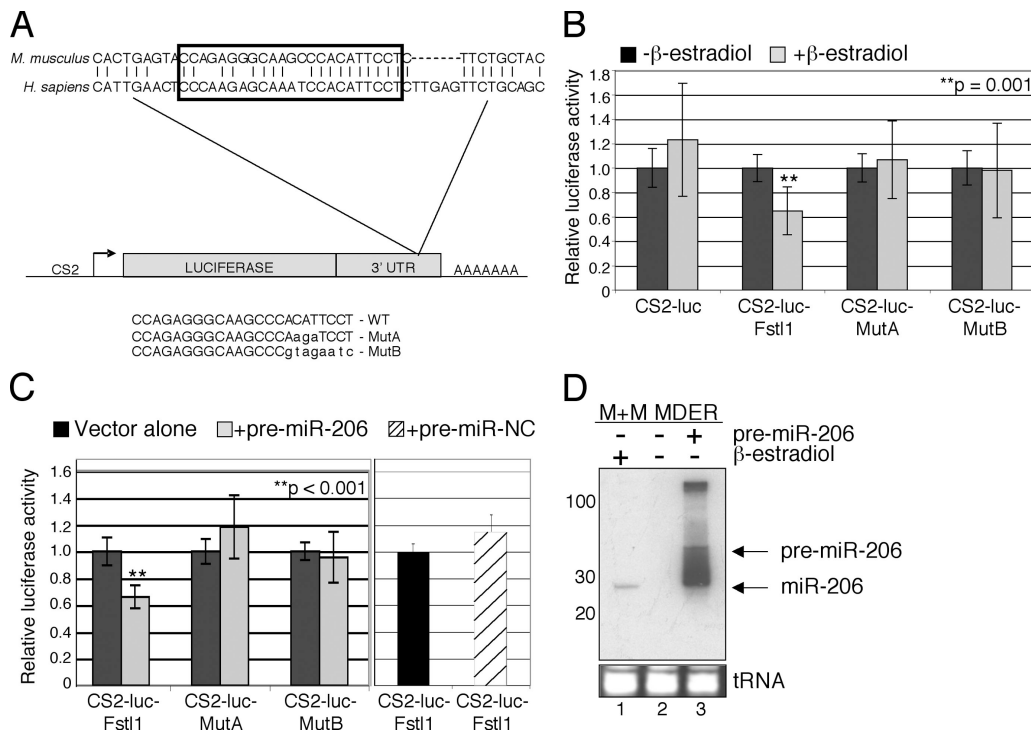 A
M. musculus CACTGAGTACCAGAGGGCAAGCCCACATTCCTC-----TTCTGCTAC
H. sapiens CATTGAACTCCCAAGAGCAAATCCACATTCCTCTTGAGTTCTGCAGC
CS2 LUCIFERASE 3' UTR AAAAAAA
CCAGAGGGCAAGCCCACATTCCT - WT
CCAGAGGGCAAGCCCAagaTCCT - MutA
CCAGAGGGCAAGCCCgtagaatc - MutB
B
-β-estradiol +β-estradiol
**p = 0.001
Relative luciferase activity
1.8
1.6
1.4
1.2
1.0
0.8
0.6
0.4
0.2
0
**
CS2-luc CS2-luc- CS2-luc- CS2-luc-
Fstl1 MutA MutB
C
Vector alone +pre-miR-206 +pre-miR-NC
**p < 0.001
Relative luciferase activity
1.6
1.4
1.2
1.0
0.8
0.6
0.4
0.2
0
**
CS2-luc- CS2-luc- CS2-luc- CS2-luc- CS2-luc-
Fstl1 MutA MutB Fstl1 Fstl1
D
M+M MDER
- - + pre-miR-206
+ - - β-estradiol
100
30
20
pre-miR-206
miR-206
tRNA
1 2 3